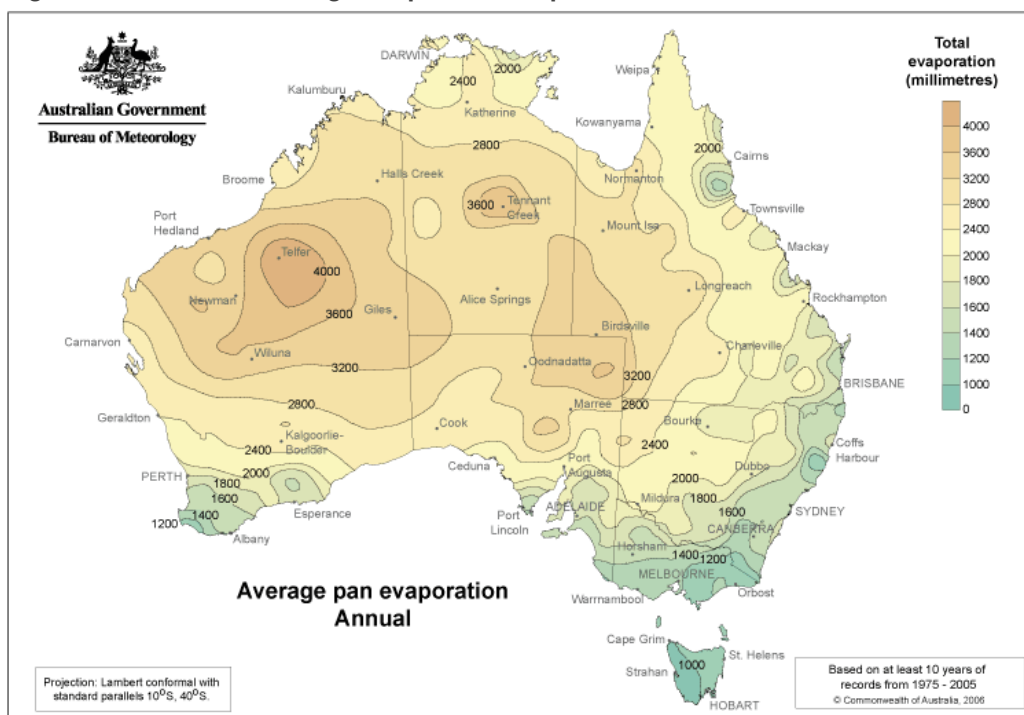 Australian Government
Bureau of Meteorology
Total
evaporation
(millimetres)
4000
3600
3200
2800
2400
2000
1800
1600
1400
1200
1000
0
DARWIN
2400
2000
Weipa
Kalumburu
Katherine
Kowanyama
2800
2000
Cairns
Broome
Halls Creek
Normanton
3600
Tennant
Creek
Townsville
Port
Hedland
Mount Isa
Mackay
Telfer
4000
Newman
Alice Springs
Longreach
Rockhampton
3600
Giles
Birdsville
Carnarvon
Wiluna
Charleville
3200
Oodnadatta
3200
BRISBANE
2800
Marree
2800
Geraldton
Cook
Bourke
Kalgoorlie-
Boulder
2400
2400
Coffs
Harbour
PERTH
2000
Ceduna
Port
Augusta
Dubbo
1800
2000
1600
Mildura
1800
1400
Esperance
Port
Lincoln
ADELAIDE
1600
SYDNEY
1200
Albany
CANBERRA
Horsham
1400
1200
MELBOURNE
Average pan evaporation
Annual
Warrnambool
Orbost
Cape Grim
St. Helens
Strahan
1000
HOBART
Projection: Lambert conformal with
standard parallels 10°S, 40°S.
Based on at least 10 years of
records from 1975 - 2005
© Commonwealth of Australia, 2006